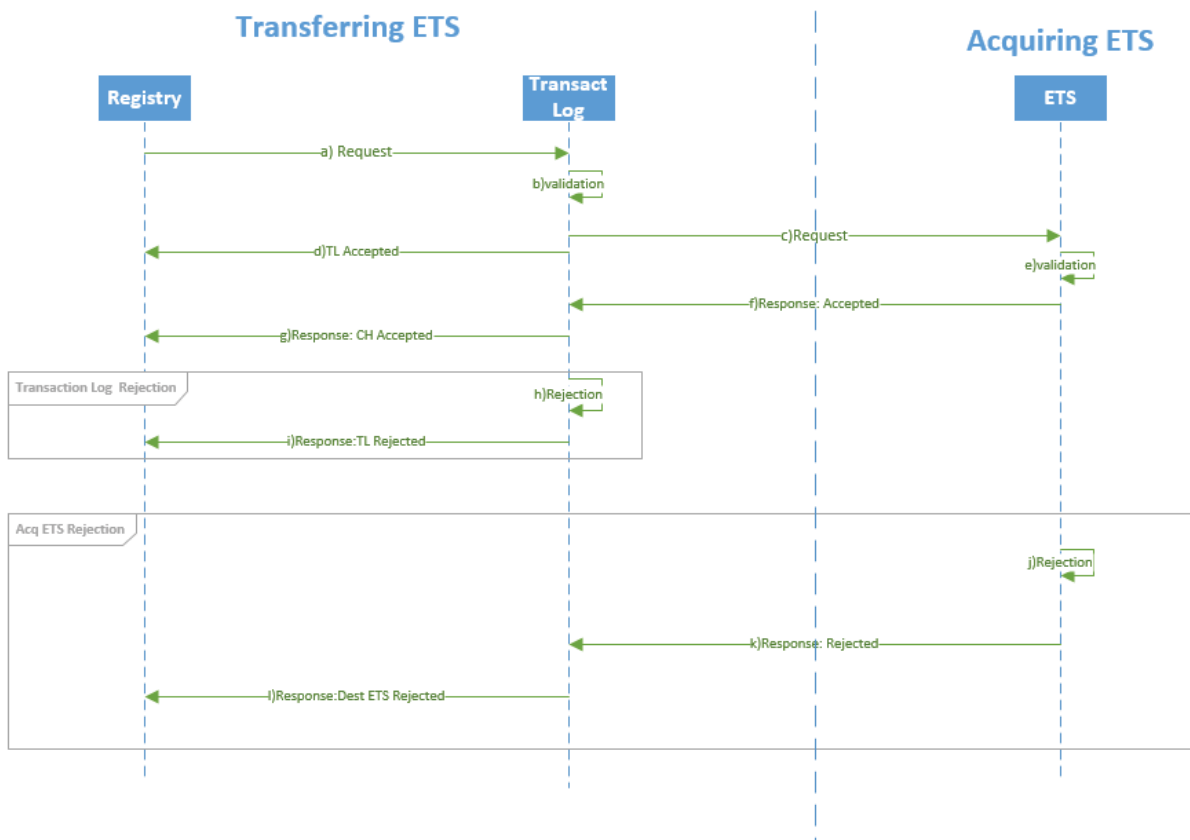 Transferring ETS
Acquiring ETS
Registry
Transact
Log
ETS
a) Request
b)validation
c)Request
d)TL Accepted
e)validation
f)Response: Accepted
g)Response: CH Accepted
Transaction Log Rejection
h)Rejection
i)Response:TL Rejected
Acq ETS Rejection
j)Rejection
k)Response: Rejected
l)Response:Dest ETS Rejected